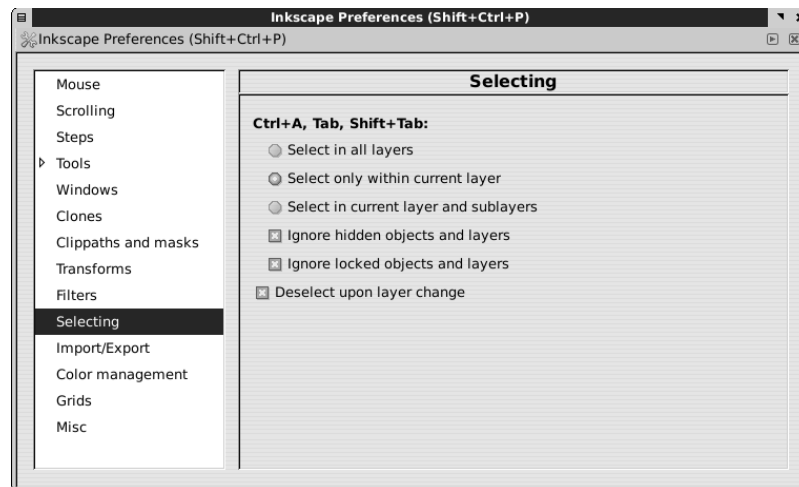 Inkscape Preferences (Shift+Ctrl+P)
Inkscape Preferences (Shift+Ctrl+P)
Mouse
Scrolling
Steps
Tools
Windows
Clones
Clippaths and masks
Transforms
Filters
Selecting
Import/Export
Color management
Grids
Misc
Selecting
Ctrl+A, Tab, Shift+Tab:
Select in all layers
Select only within current layer
Select in current layer and sublayers
Ignore hidden objects and layers
Ignore locked objects and layers
Deselect upon layer change